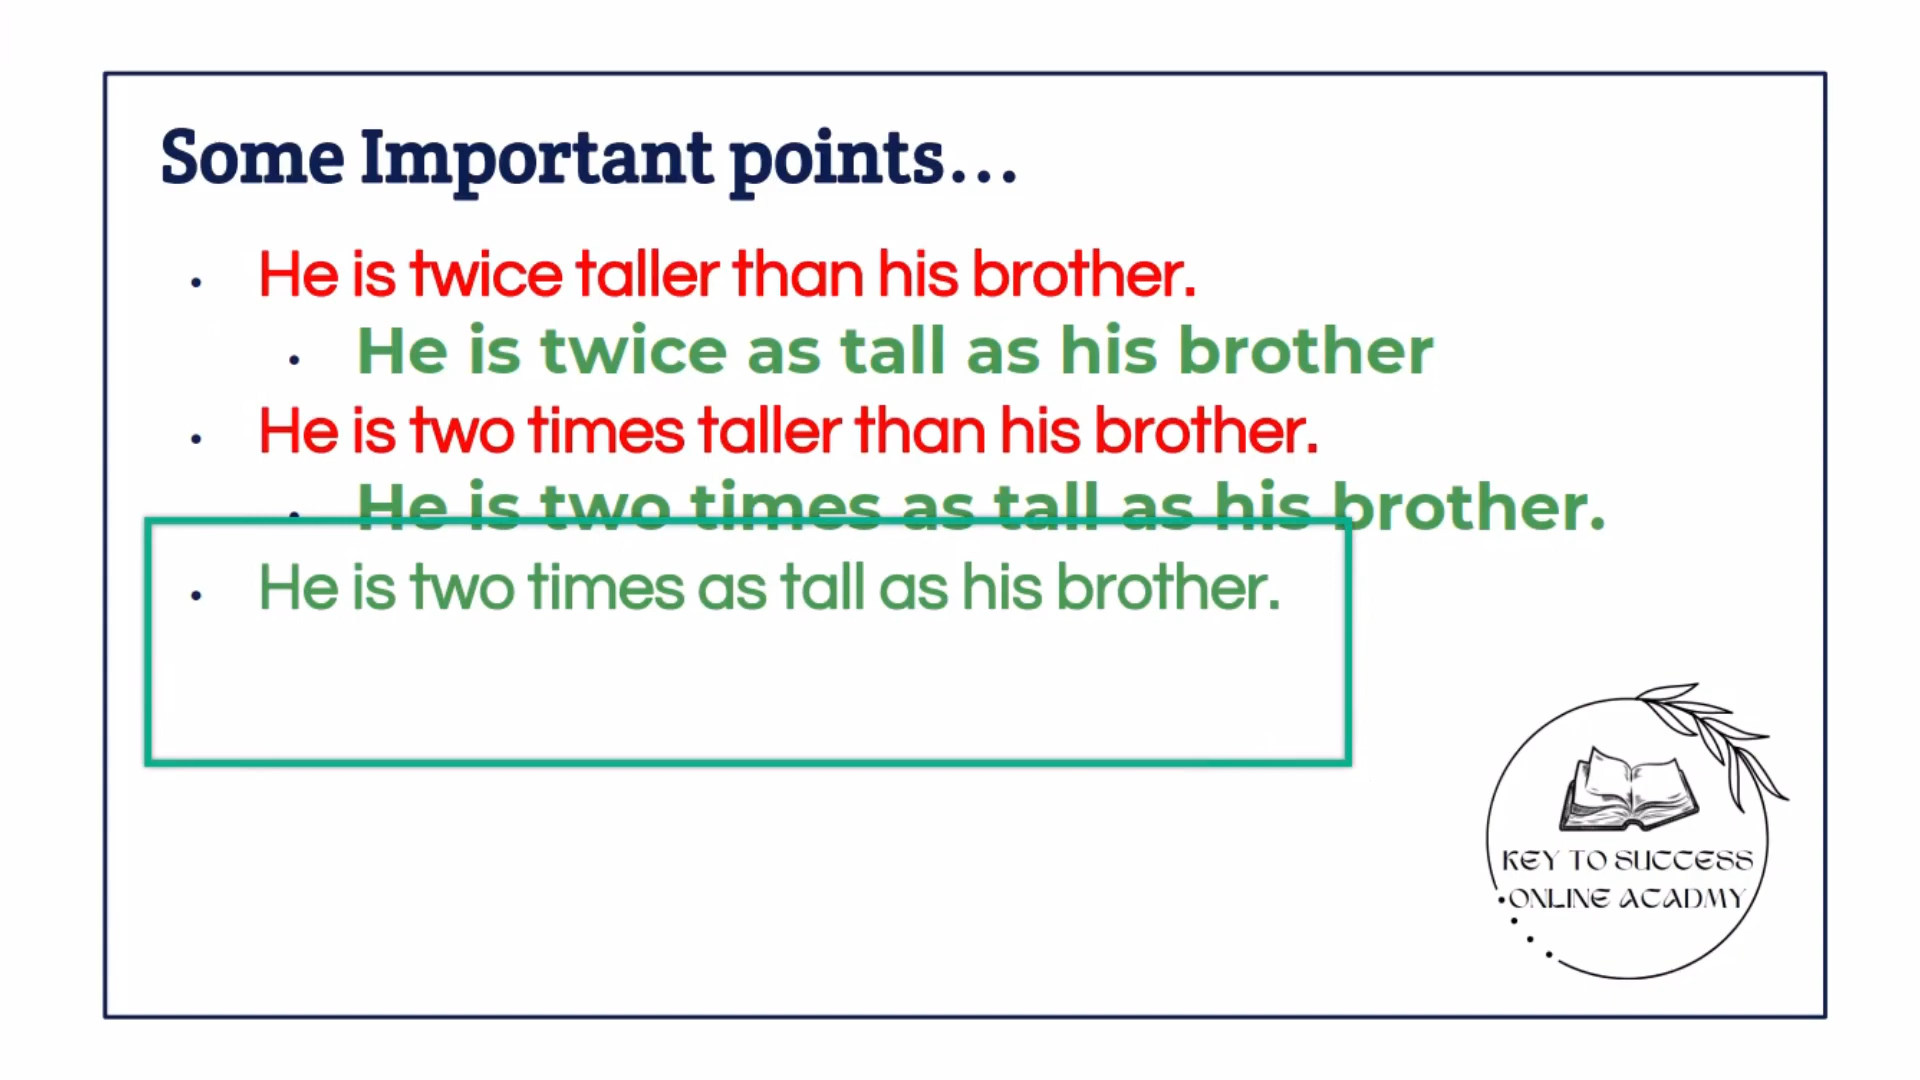 Some Important points...
• He is twice taller than his brother.
• He is twice as tall as his brother
• He is two times taller than his brother.
• He is two times as tall as his brother.
• He is two times as tall as his brother.
KEY TO SUCCESS
ONLINE ACADMY